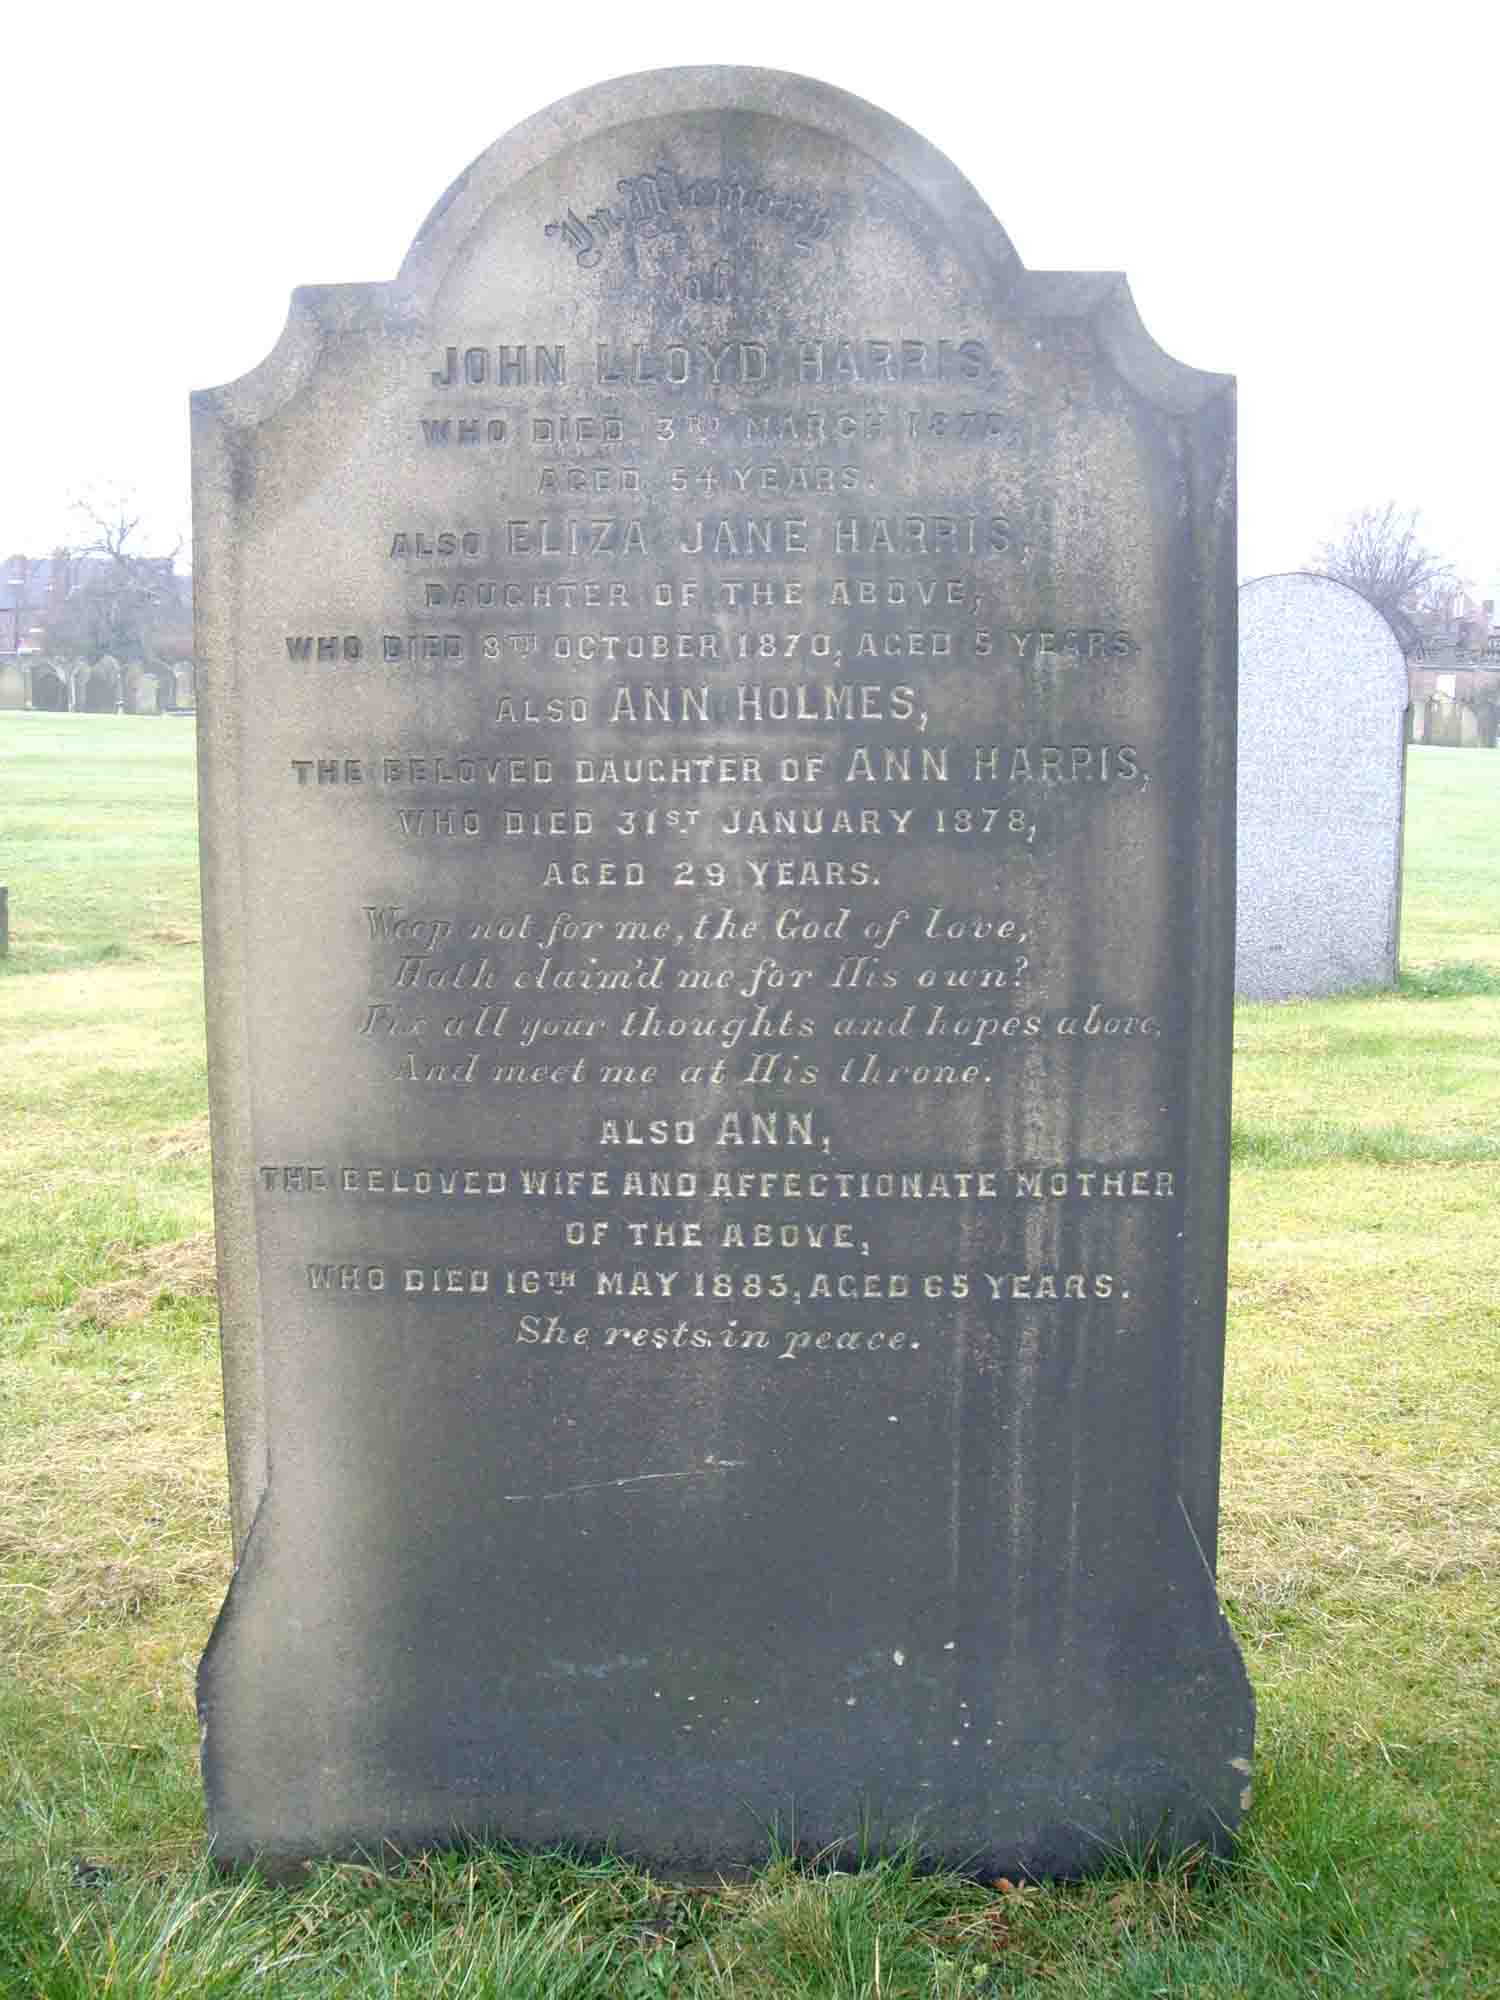 In Memory
of
JOHN LLOYD HARRIS,
WHO DIED 3RD MARCH 1870,
AGED 54 YEARS.
ALSO ELIZA JANE HARRIS,
DAUGHTER OF THE ABOVE,
WHO DIED 8TH OCTOBER 1870, AGED 5 YEARS.
ALSO ANN HOLMES,
THE BELOVED DAUGHTER OF ANN HARRIS,
WHO DIED 31ST JANUARY 1878,
AGED 29 YEARS.
Weep not for me, the God of love,
Hath claim'd me for His own?
Fix all your thoughts and hopes above,
And meet me at His throne.
ALSO ANN,
THE BELOVED WIFE AND AFFECTIONATE MOTHER
OF THE ABOVE,
WHO DIED 16TH MAY 1883, AGED 65 YEARS.
She rests in peace.